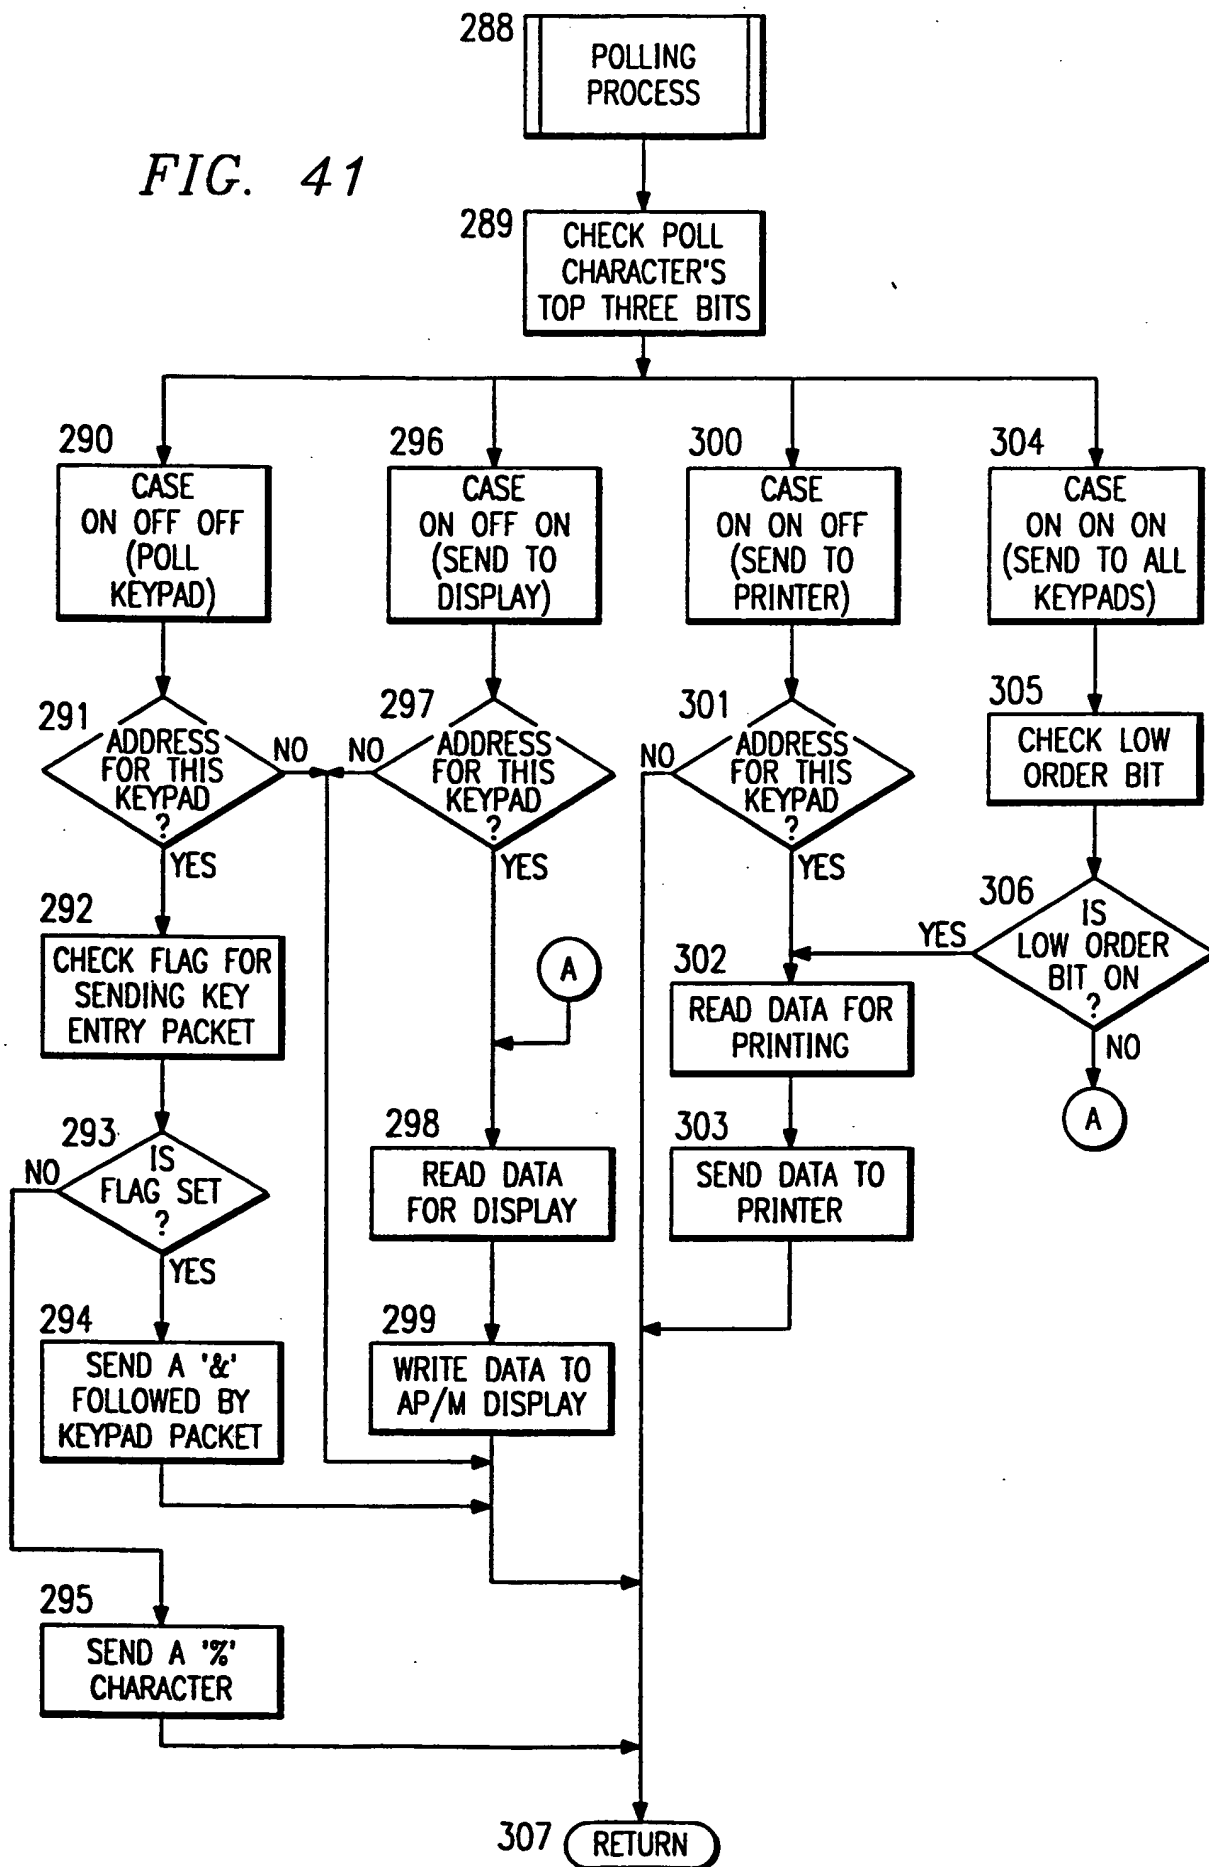 288
POLLING
PROCESS
FIG. 41
289
CHECK POLL
CHARACTER'S
TOP THREE BITS
290
CASE
ON OFF OFF
(POLL
KEYPAD)
296
CASE
ON OFF ON
(SEND TO
DISPLAY)
300
CASE
ON ON OFF
(SEND TO
PRINTER)
304
CASE
ON ON ON
(SEND TO ALL
KEYPADS)
291
ADDRESS
FOR THIS
KEYPAD
?
NO
YES
297
ADDRESS
FOR THIS
KEYPAD
?
NO
YES
301
ADDRESS
FOR THIS
KEYPAD
?
NO
YES
305
CHECK LOW
ORDER BIT
306
IS
LOW ORDER
BIT ON
?
YES
NO
A
292
CHECK FLAG FOR
SENDING KEY
ENTRY PACKET
A
302
READ DATA FOR
PRINTING
293
IS
FLAG SET
?
NO
YES
298
READ DATA
FOR DISPLAY
303
SEND DATA TO
PRINTER
294
SEND A '&'
FOLLOWED BY
KEYPAD PACKET
299
WRITE DATA TO
AP/M DISPLAY
295
SEND A '%'
CHARACTER
307
RETURN